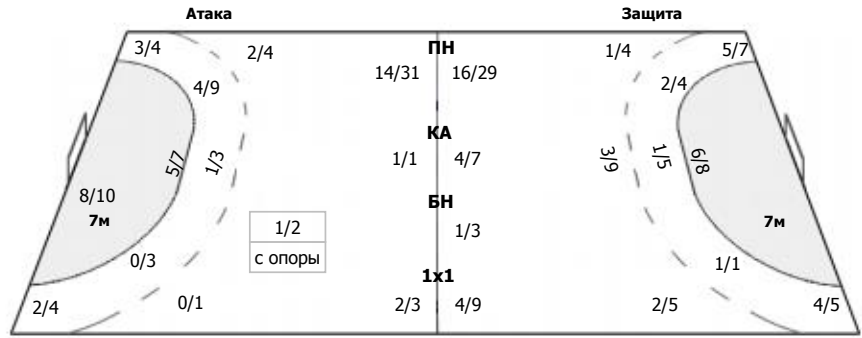 Атака Защита
3/4 2/4 ПН 1/4 5/7
14/31 16/29
4/9 2/4
КА
5/7 1/3 1/1 4/7 3/9 1/5 6/8
8/10 БН
7м 1/2 1/3 7м
с опоры
0/3 1/1
1x1
2/4 0/1 2/3 4/9 2/5 4/5